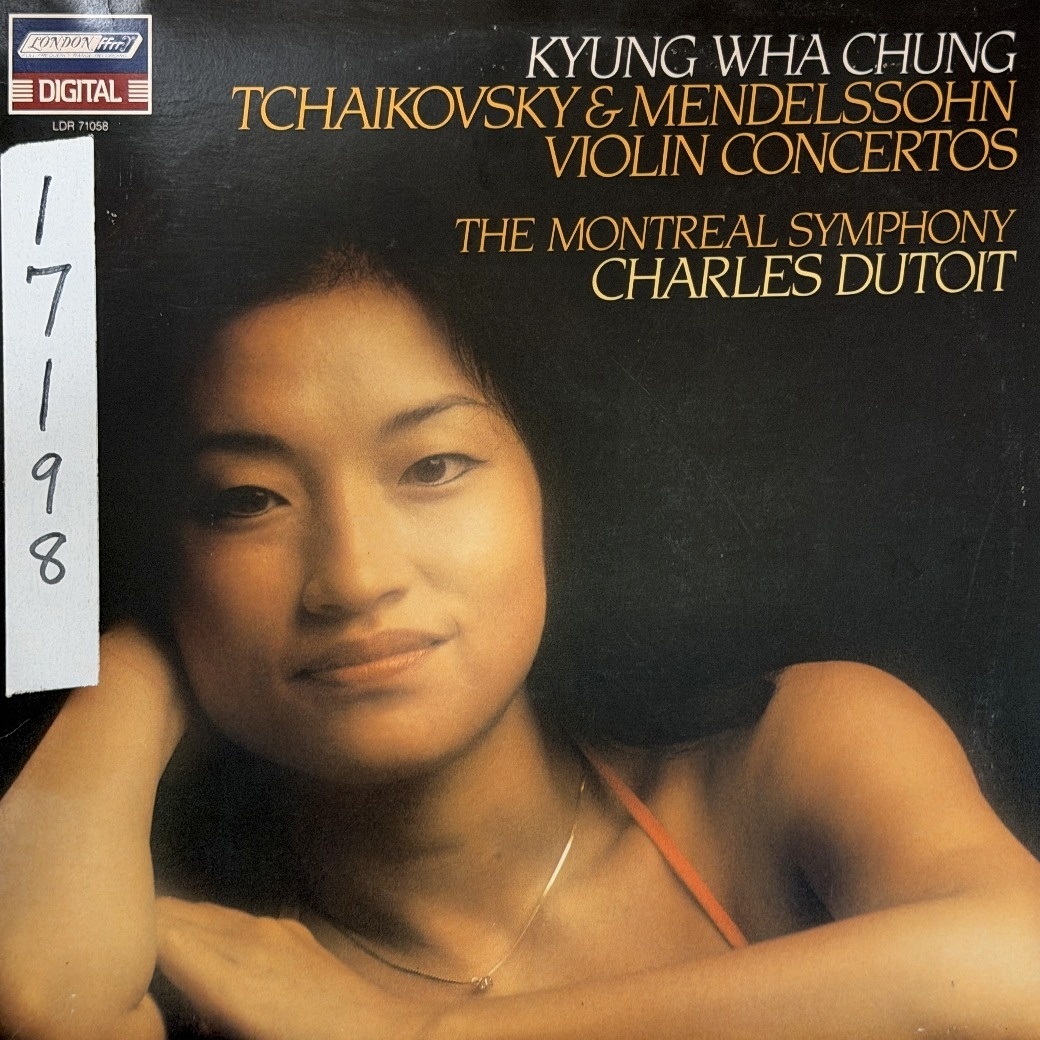 LONDON ffrr
DIGITAL
LDR 71058
KYUNG WHA CHUNG
TCHAIKOVSKY & MENDELSSOHN
VIOLIN CONCERTOS
THE MONTREAL SYMPHONY
CHARLES DUTOIT
1
7
1
9
8